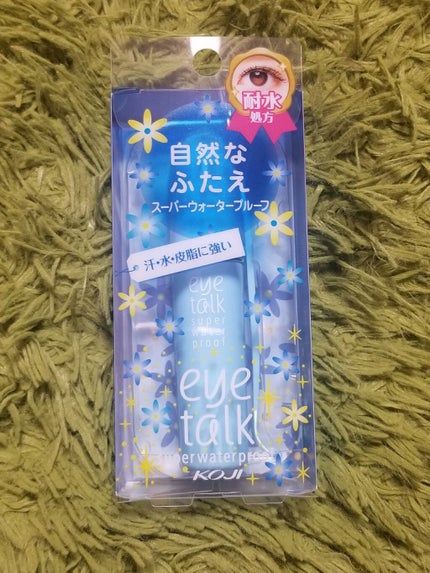 耐水
処方
自然な
ふたえ
スーパーウォータープルーフ
汗・水・皮脂に強い
eye
talk
super
water
proof
eye
talk
superwaterproof
KOJI